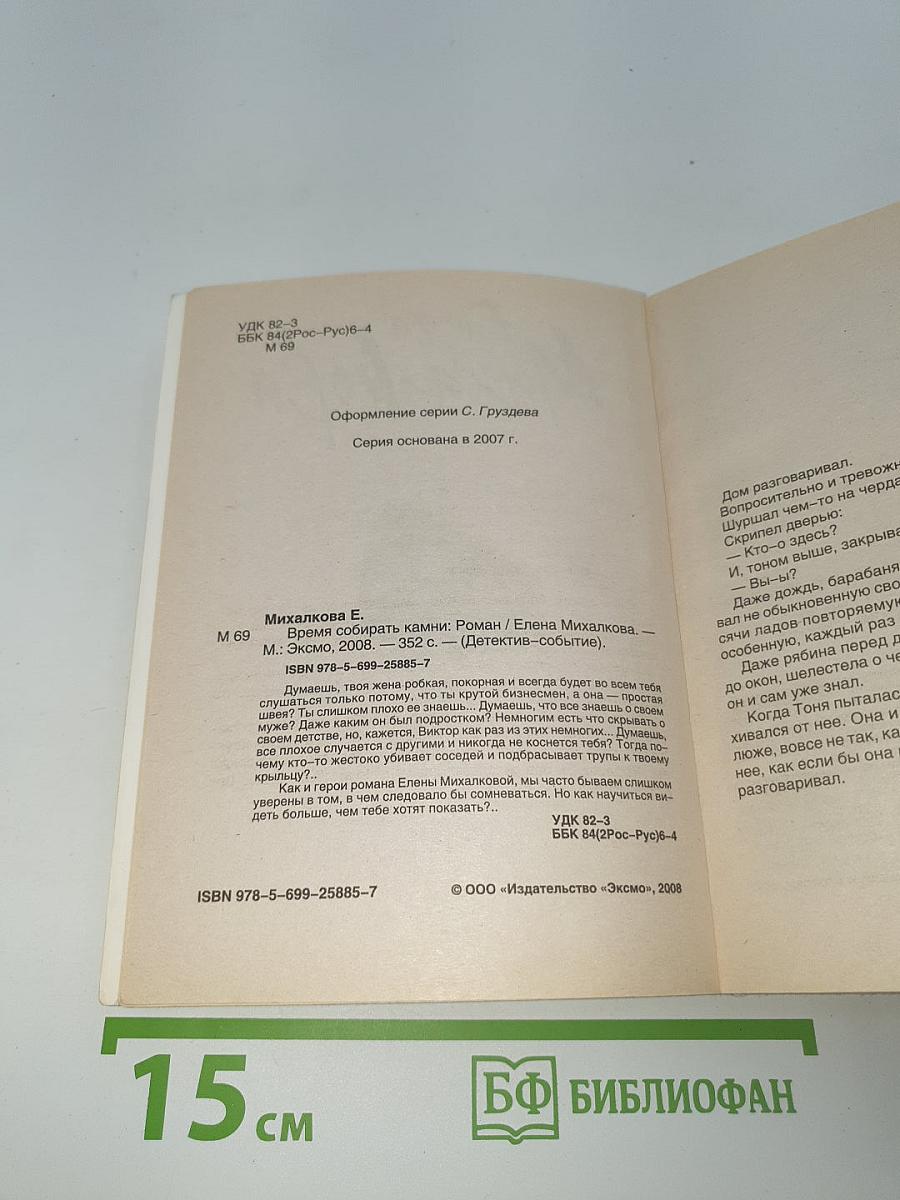 УДК 82–3
ББК 84(2Рос–Рус)6–4
М 69
Оформление серии С. Груздева
Серия основана в 2007 г.
Михалкова Е.
М 69 Время собирать камни: Роман / Елена Михалкова. —
М.: Эксмо, 2008. — 352 с. — (Детектив–событие).
ISBN 978–5–699–25885–7
Думаешь, твоя жена робкая, покорная и всегда будет во всем тебя
слушаться только потому, что ты крутой бизнесмен, а она — простая
швея? Ты слишком плохо ее знаешь... Думаешь, что все знаешь о своем
муже? Даже каким он был подростком? Немногим есть что скрывать о
своем детстве, но, кажется, Виктор как раз из этих немногих... Думаешь,
все плохое случается с другими и никогда не коснется тебя? Тогда по-
чему кто–то жестоко убивает соседей и подбрасывает трупы к твоему
крыльцу?..
Как и герои романа Елены Михалковой, мы часто бываем слишком
уверены в том, в чем следовало бы сомневаться. Но как научиться ви-
деть больше, чем тебе хотят показать?..
УДК 82–3
ББК 84(2Рос–Рус)6–4
ISBN 978–5–699–25885–7
© ООО «Издательство «Эксмо», 2008
Дом разговаривал.
Вопросительно и тревожн
Шуршал чем–то на черда
Скрипел дверью:
— Кто–о здесь?
И, тоном выше, закрыва
— Вы–ы?
Даже дождь, барабаня
вал не обыкновенную сво
сячи ладов повторяемую
особенную, каждый раз
Даже рябина перед д
до окон, шелестела о че
он и сам уже знал.
Когда Тоня пыталас
хивался от нее. Она и
люже, вовсе не так, ка
нее, как если бы она
разговаривал.
15 см
БФ БИБЛИОФАН